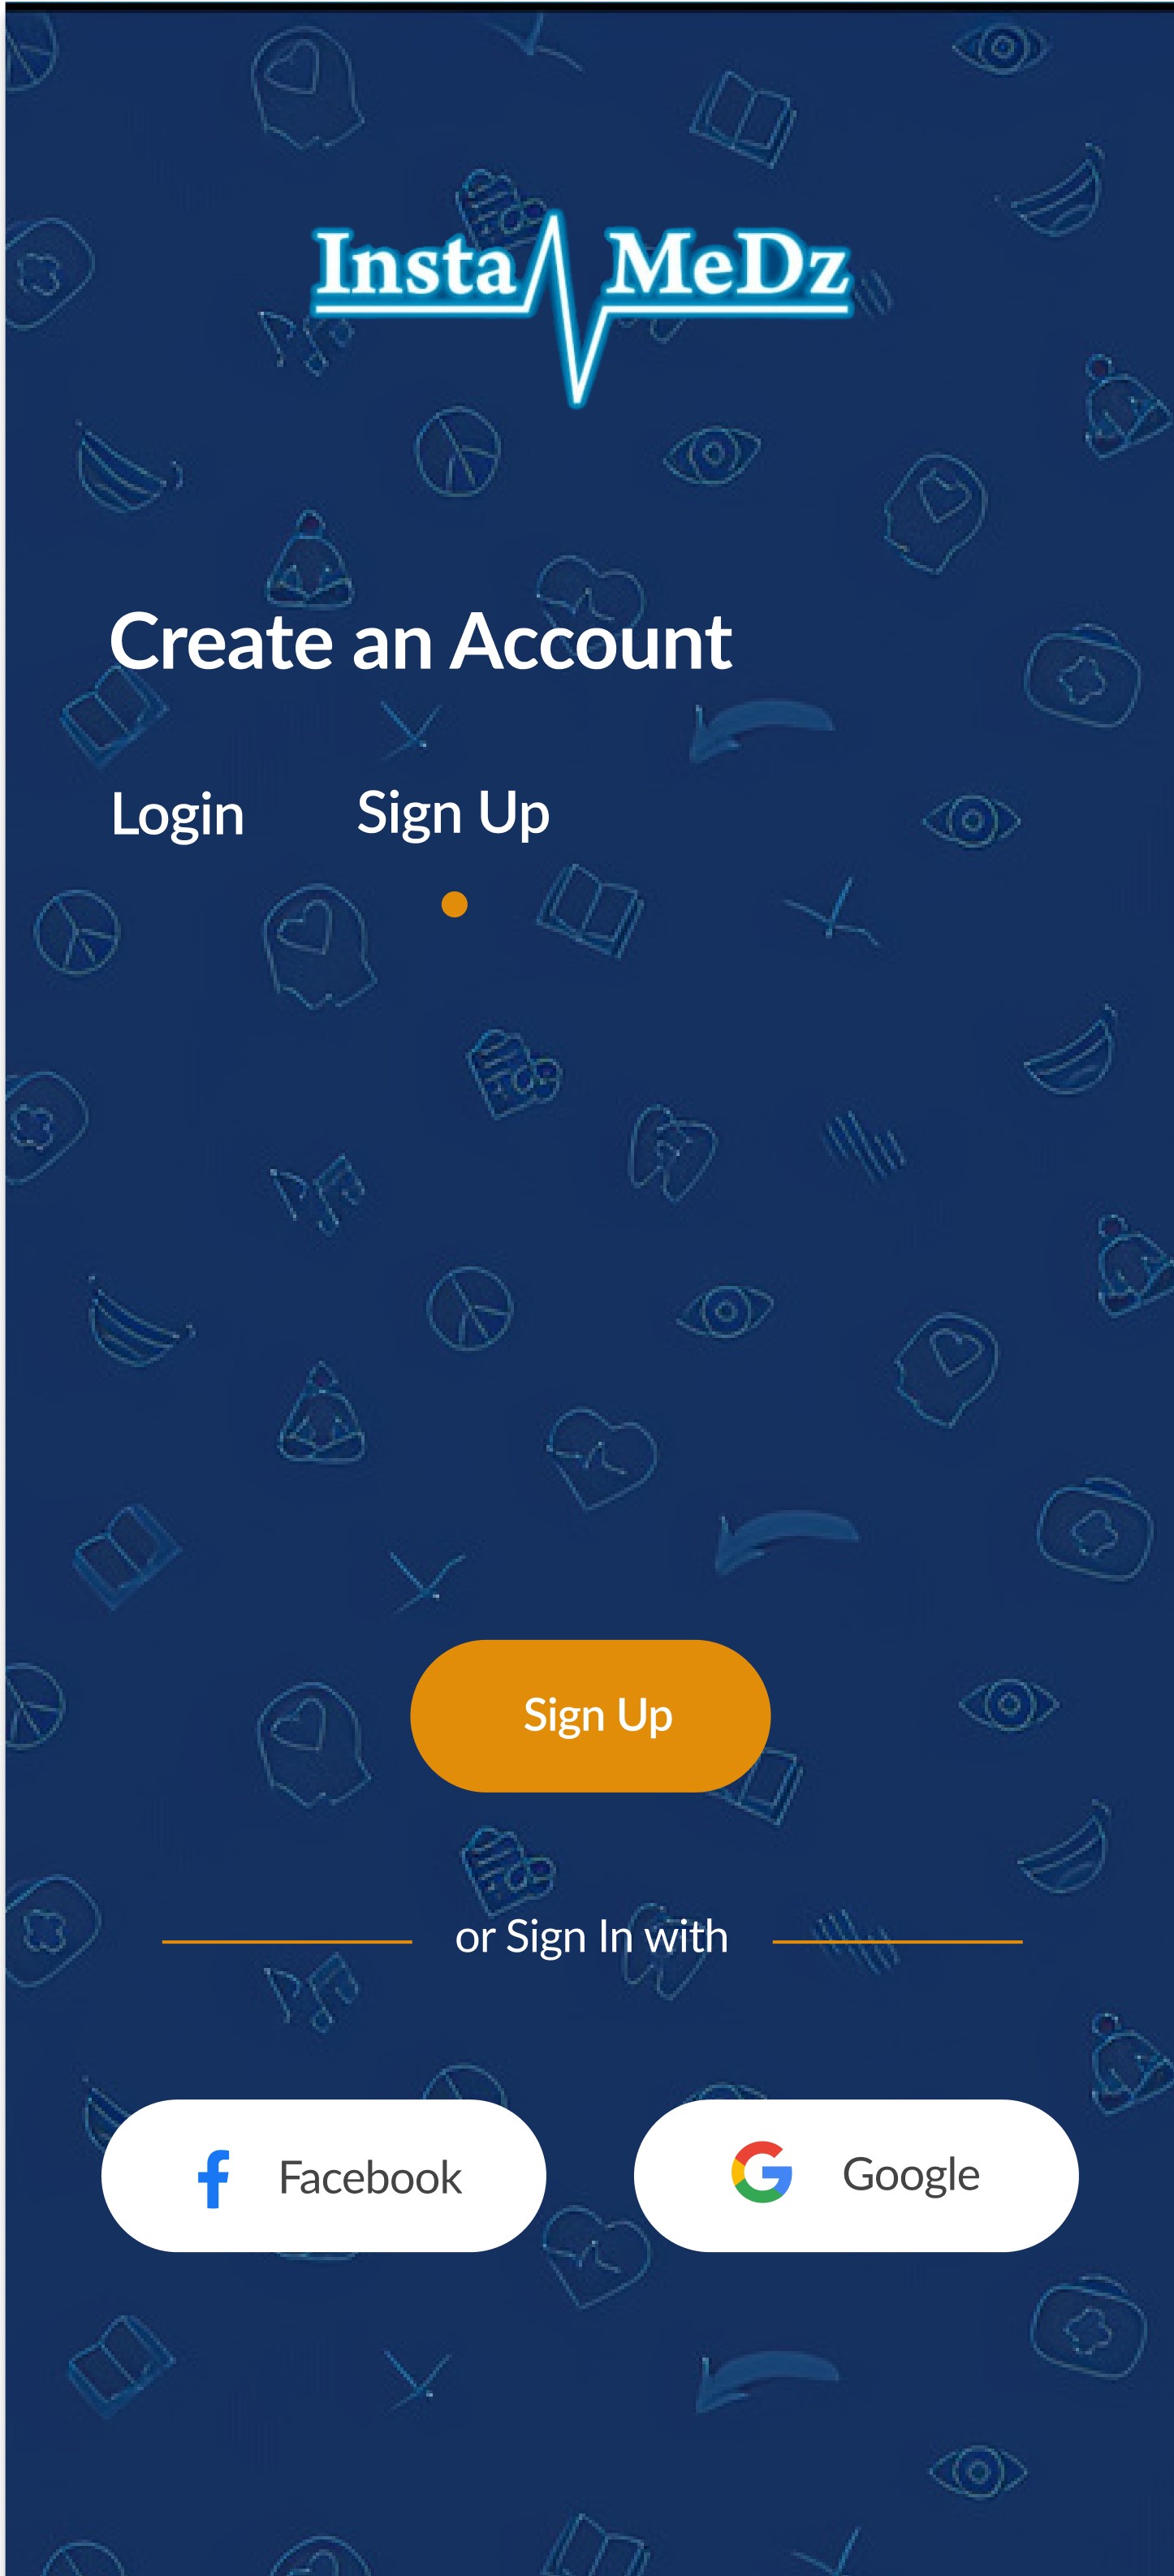 Insta MeDz
Create an Account
Login Sign Up
Sign Up
or Sign In with
Facebook Google